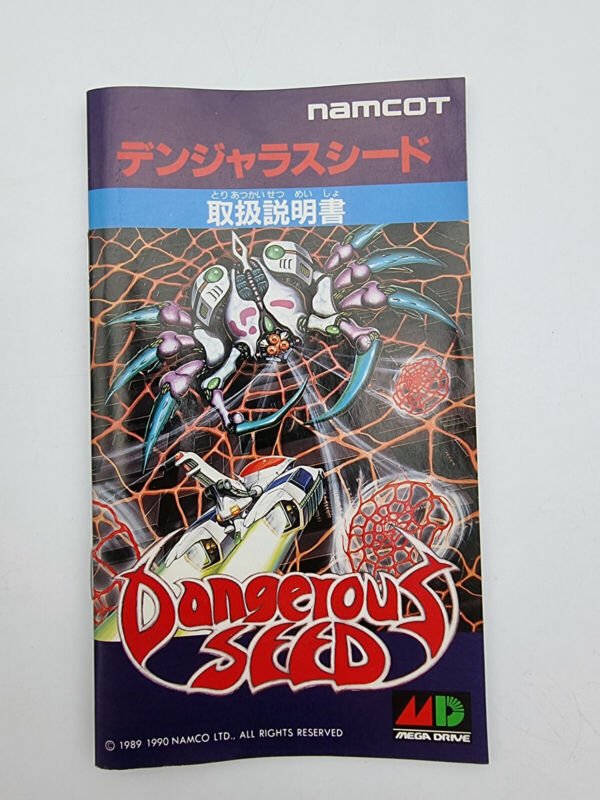 namcoT
デンジャラスシード
とりあつかいせつ めい しょ
取扱説明書
Dangerous
SEED
MD
MEGA DRIVE
© 1989 1990 NAMCO LTD., ALL RIGHTS RESERVED